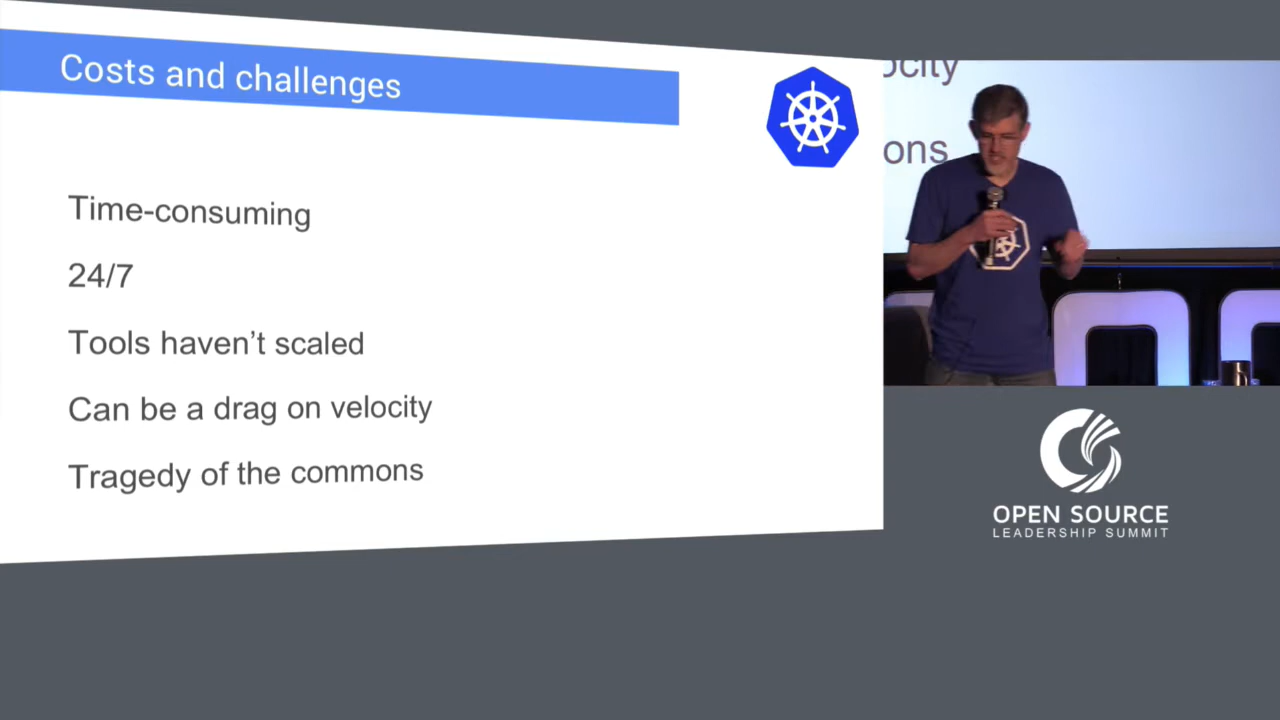 Costs and challenges
Time-consuming
24/7
Tools haven't scaled
Can be a drag on velocity
Tragedy of the commons
ocity
ons
OPEN SOURCE
LEADERSHIP SUMMIT